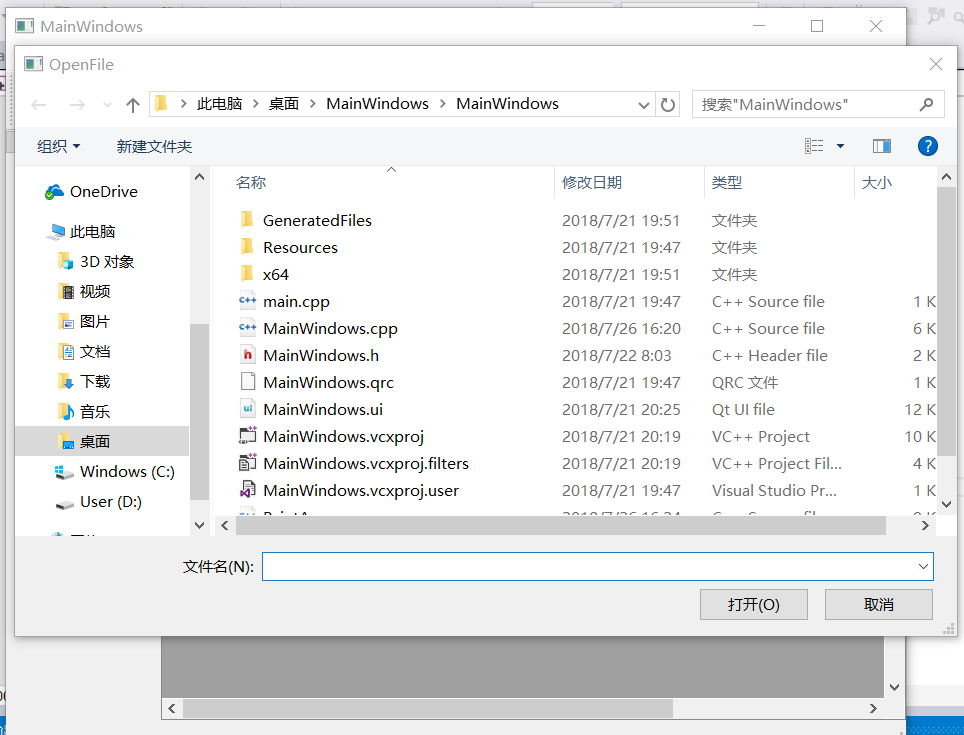 MainWindows
OpenFile
此电脑 桌面 MainWindows MainWindows 搜索"MainWindows"
组织 新建文件夹 ?
OneDrive
此电脑
3D 对象
视频
图片
文档
下载
音乐
桌面
Windows (C:)
User (D:)
名称 修改日期 类型 大小
GeneratedFiles 2018/7/21 19:51 文件夹
Resources 2018/7/21 19:47 文件夹
x64 2018/7/21 19:51 文件夹
main.cpp 2018/7/21 19:47 C++ Source file 1 K
MainWindows.cpp 2018/7/26 16:20 C++ Source file 6 K
MainWindows.h 2018/7/22 8:03 C++ Header file 2 K
MainWindows.qrc 2018/7/21 19:47 QRC 文件 1 K
MainWindows.ui 2018/7/21 20:25 Qt UI file 12 K
MainWindows.vcxproj 2018/7/21 20:19 VC++ Project 10 K
MainWindows.vcxproj.filters 2018/7/21 20:19 VC++ Project Fil... 4 K
MainWindows.vcxproj.user 2018/7/21 19:47 Visual Studio Pr... 1 K
文件名(N):
打开(O) 取消